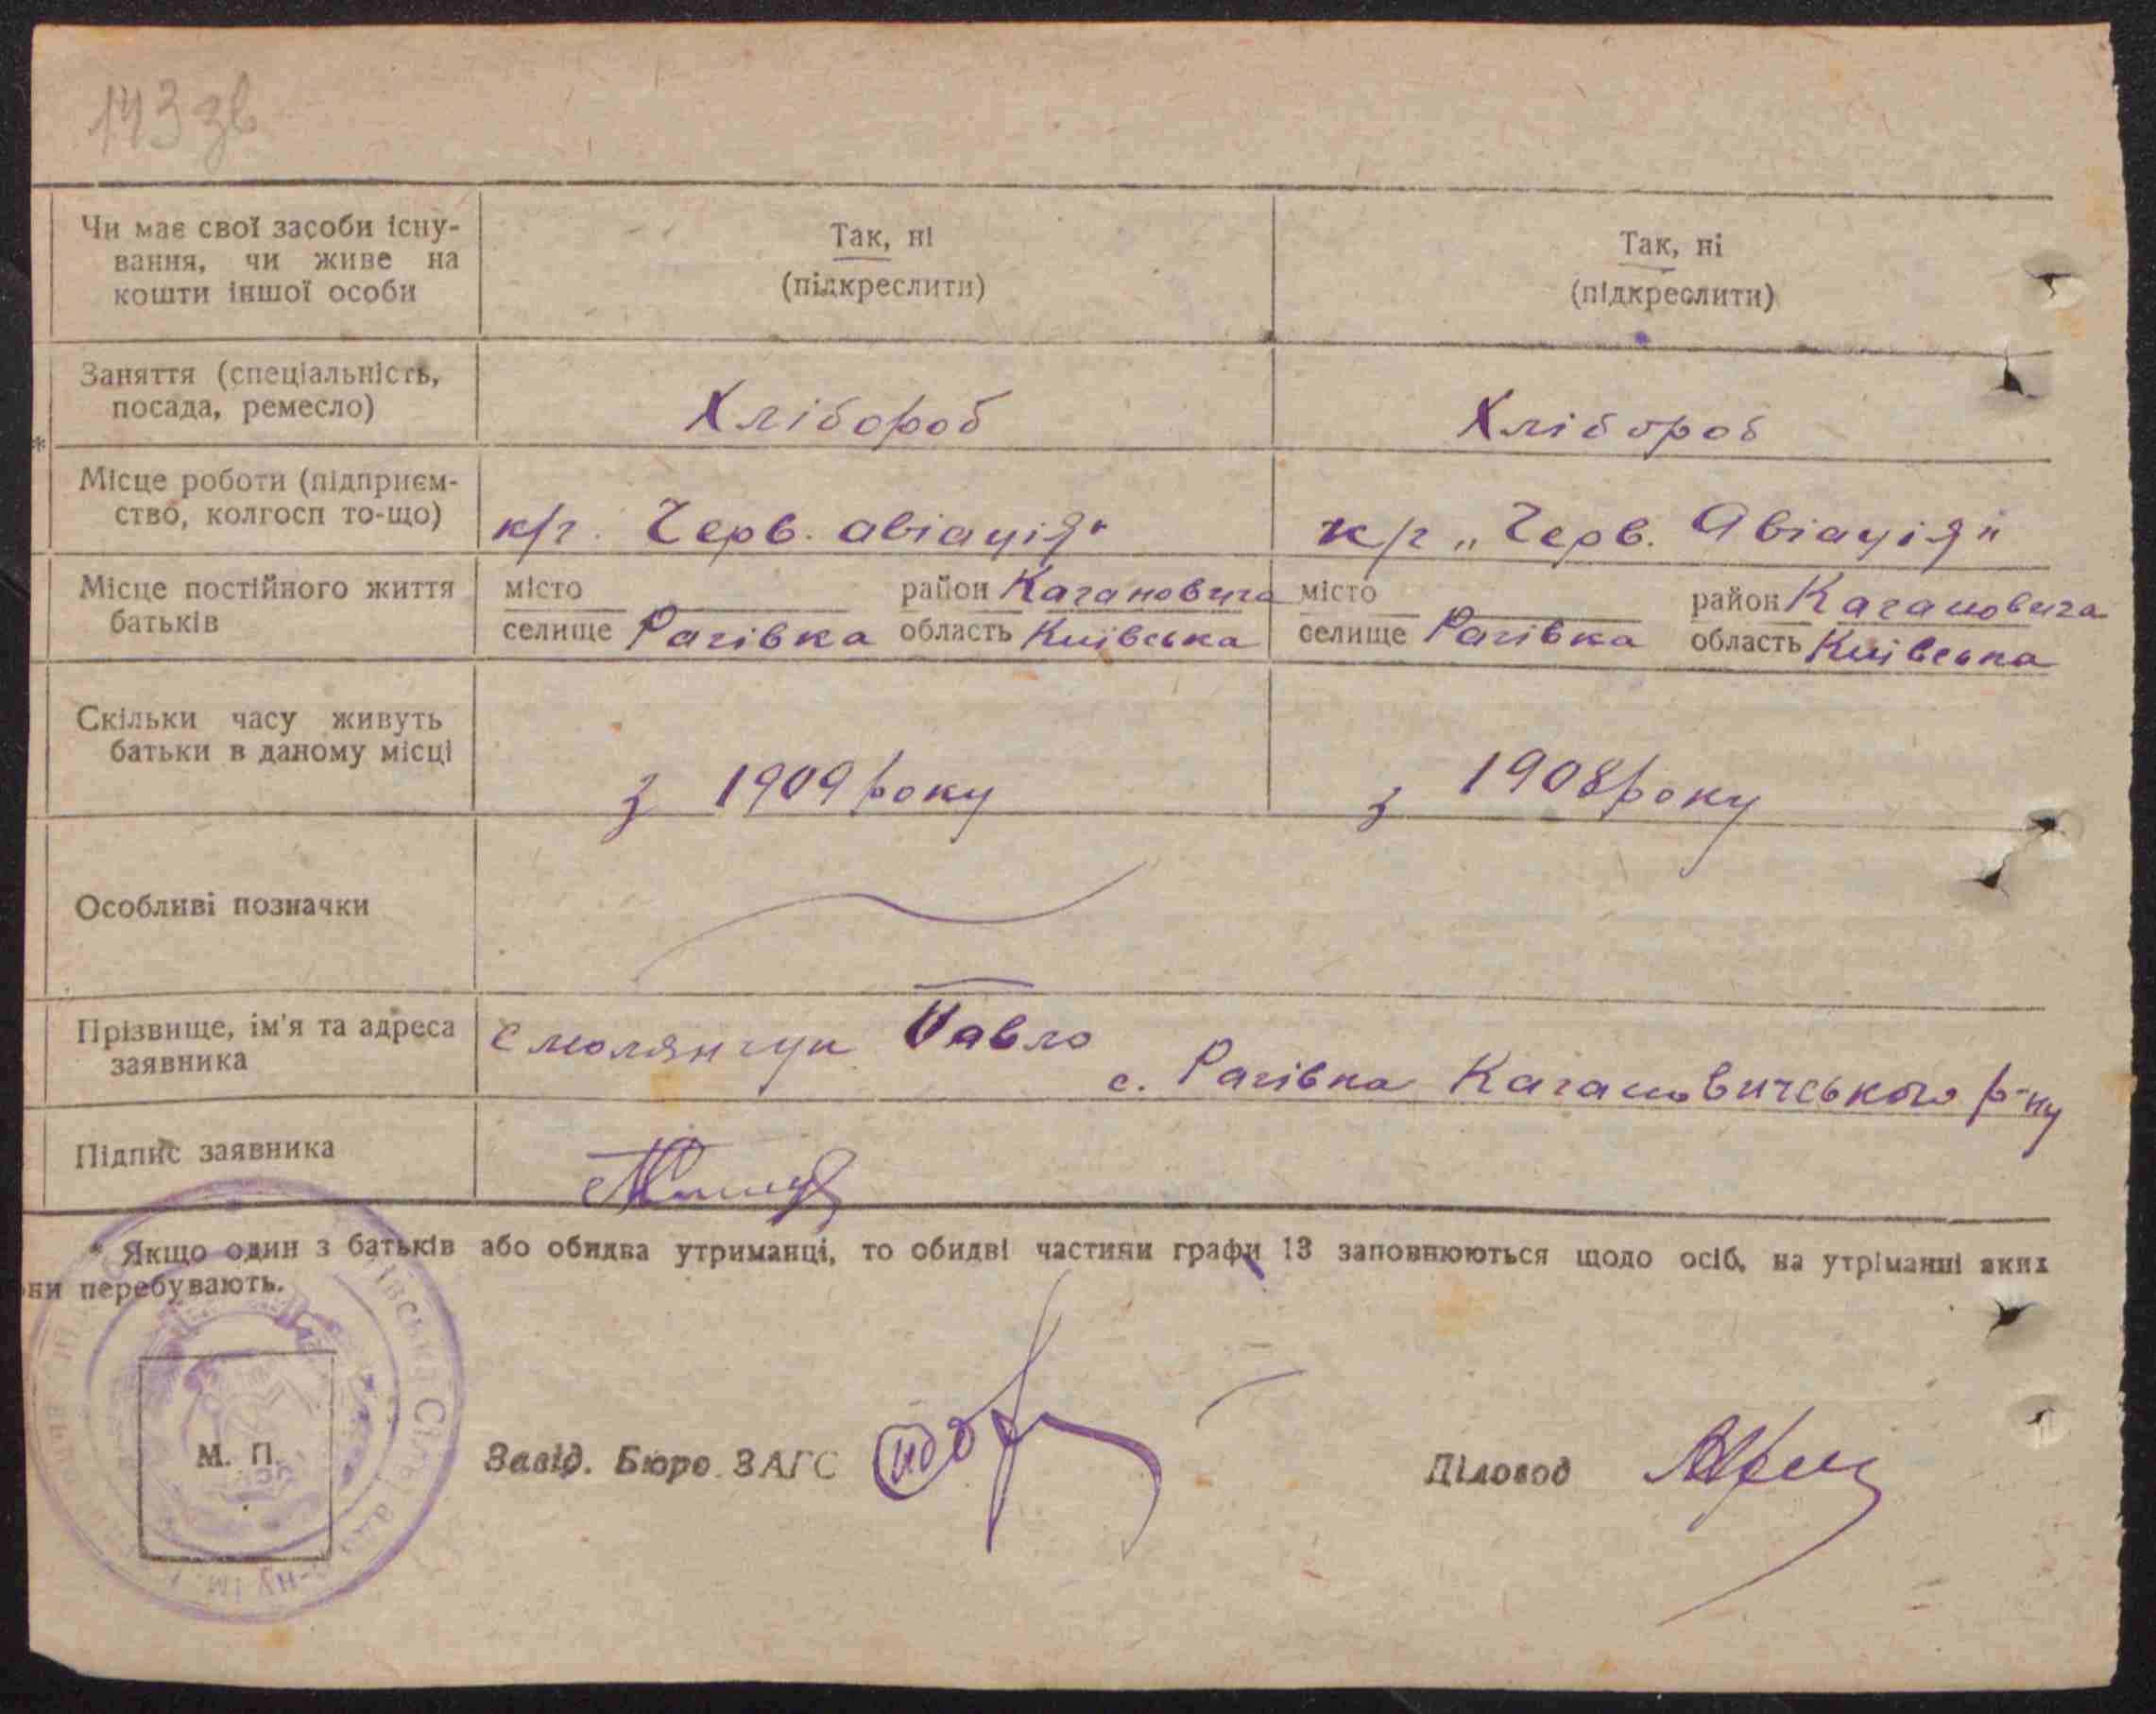 143 зв
Чи має свої засоби існу-
вання, чи живе на
кошти іншої особи
Так, ні
(підкреслити)
Так, ні
(підкреслити)
Заняття (спеціальність,
посада, ремесло)
Хлібороб
Хлібороб
*
Місце роботи (підприєм-
ство, колгосп то-що)
к/г. Черв. авіація"
к/г „Черв. Авіація"
Місце постійного життя
батьків
місто
район Кагановича
селище Рагівка область Київська
місто
район Кагановича
селище Рагівка область Київська
Скільки часу живуть
батьки в даному місці
з 1909 року
з 1908 року
Особливі позначки
Прізвище, ім'я та адреса
заявника
Смолянчук Павло
с. Рагівка Кагановичського р-ну
Підпис заявника
* Якщо один з батьків або обидва утриманці, то обидві частини графи 13 заповнюються щодо осіб, на утріманні яких
они перебувають.
М. П.
Завід. Бюро ЗАГС
Діловод